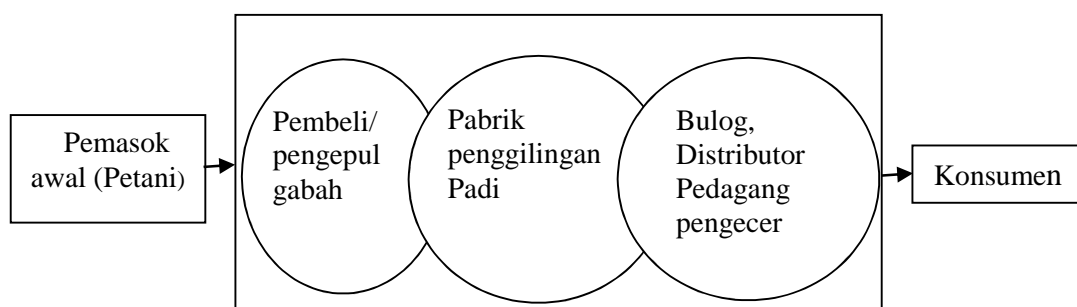 Pemasok
awal (Petani)
Pembeli/
pengepul
gabah
Pabrik
penggilingan
Padi
Bulog,
Distributor
Pedagang
pengecer
Konsumen